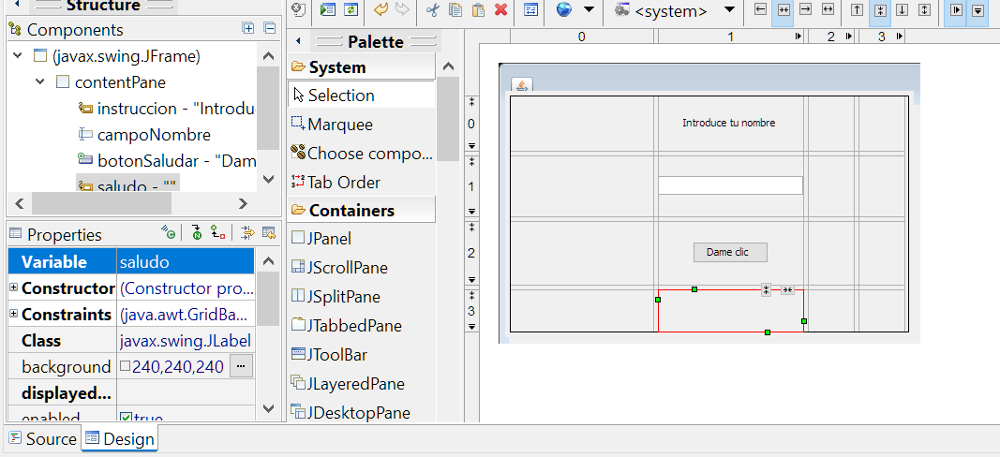 Structure
Components
(javax.swing.JFrame)
contentPane
instruccion - "Introdu
campoNombre
botonSaludar - "Dam
saludo - ""
Properties
Variable saludo
Constructor (Constructor pro...
Constraints (java.awt.GridBa...
Class javax.swing.JLabel
background 240,240,240 ...
displayed...
enabled true
Source Design
Palette
System
Selection
Marquee
Choose compo...
Tab Order
Containers
JPanel
JScrollPane
JSplitPane
JTabbedPane
JToolBar
JLayeredPane
JDesktopPane
<system>
0 1 2 3
0
1
2
3
Introduce tu nombre
Dame clic